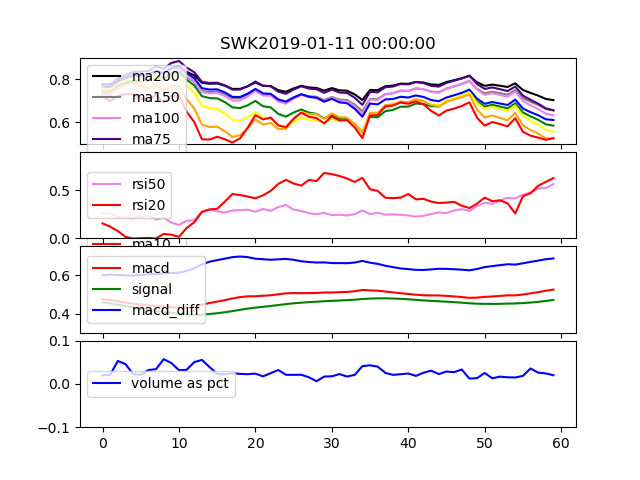 SWK2019-01-11 00:00:00
0.8
0.6
ma200
ma150
ma100
ma75
0.5
0.0
rsi50
rsi20
ma10
0.6
0.4
macd
signal
macd_diff
0.1
0.0
−0.1
volume as pct
0 10 20 30 40 50 60